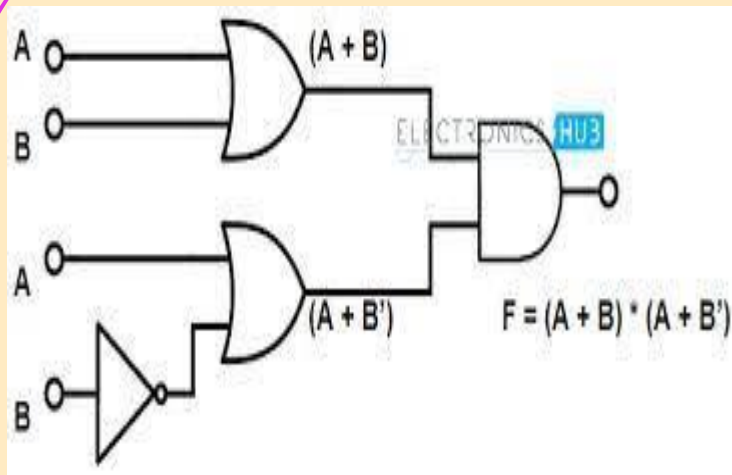 A
(A + B)
B
ELECTRONICS HUB
A
(A + B')
F = (A + B) * (A + B')
B